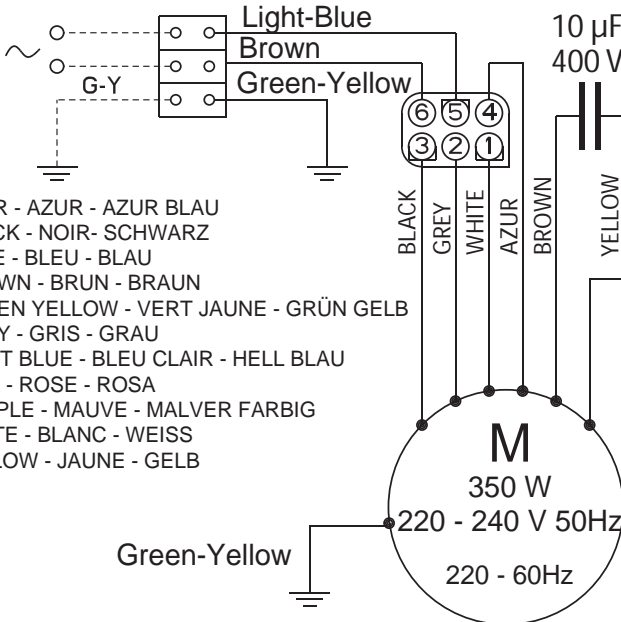 Light-Blue
Brown
G-Y
Green-Yellow
10 µF
400 V
6 5 4
3 2 1
BLACK
GREY
WHITE
AZUR
BROWN
YELLOW
R - AZUR - AZUR BLAU
CK - NOIR- SCHWARZ
E - BLEU - BLAU
WN - BRUN - BRAUN
EN YELLOW - VERT JAUNE - GRÜN GELB
Y - GRIS - GRAU
T BLUE - BLEU CLAIR - HELL BLAU
- ROSE - ROSA
PLE - MAUVE - MALVER FARBIG
TE - BLANC - WEISS
LOW - JAUNE - GELB
M
350 W
220 - 240 V 50Hz
220 - 60Hz
Green-Yellow